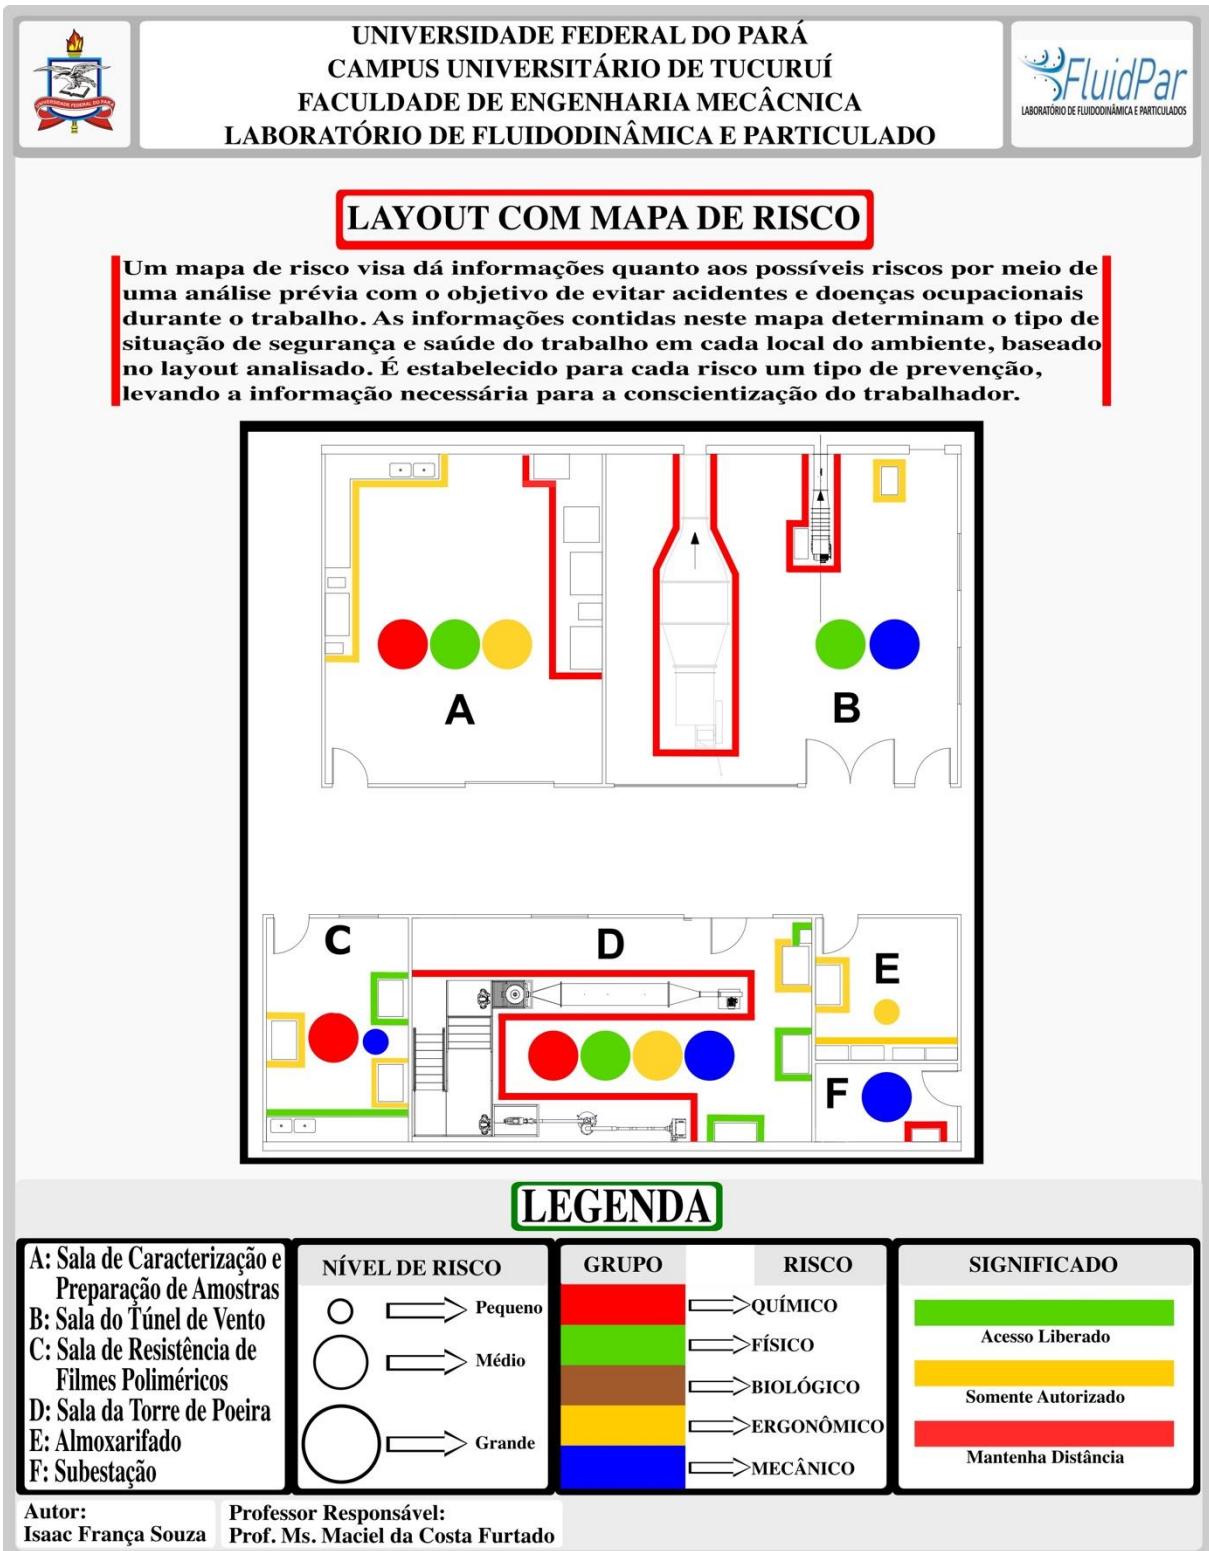 UNIVERSIDADE FEDERAL DO PARÁ
CAMPUS UNIVERSITÁRIO DE TUCURUÍ
FACULDADE DE ENGENHARIA MECÂCNICA
LABORATÓRIO DE FLUIDODINÂMICA E PARTICULADO
UNIVERSIDADE FEDERAL DO PARÁ
FluidPar
LABORATÓRIO DE FLUIDODINÂMICA E PARTICULADOS
LAYOUT COM MAPA DE RISCO
Um mapa de risco visa dá informações quanto aos possíveis riscos por meio de
uma análise prévia com o objetivo de evitar acidentes e doenças ocupacionais
durante o trabalho. As informações contidas neste mapa determinam o tipo de
situação de segurança e saúde do trabalho em cada local do ambiente, baseado
no layout analisado. É estabelecido para cada risco um tipo de prevenção,
levando a informação necessária para a conscientização do trabalhador.
A
B
C
D
E
F
LEGENDA
A: Sala de Caracterização e
Preparação de Amostras
B: Sala do Túnel de Vento
C: Sala de Resistência de
Filmes Poliméricos
D: Sala da Torre de Poeira
E: Almoxarifado
F: Subestação
NÍVEL DE RISCO
Pequeno
Médio
Grande
GRUPO RISCO
QUÍMICO
FÍSICO
BIOLÓGICO
ERGONÔMICO
MECÂNICO
SIGNIFICADO
Acesso Liberado
Somente Autorizado
Mantenha Distância
Autor:
Isaac França Souza
Professor Responsável:
Prof. Ms. Maciel da Costa Furtado